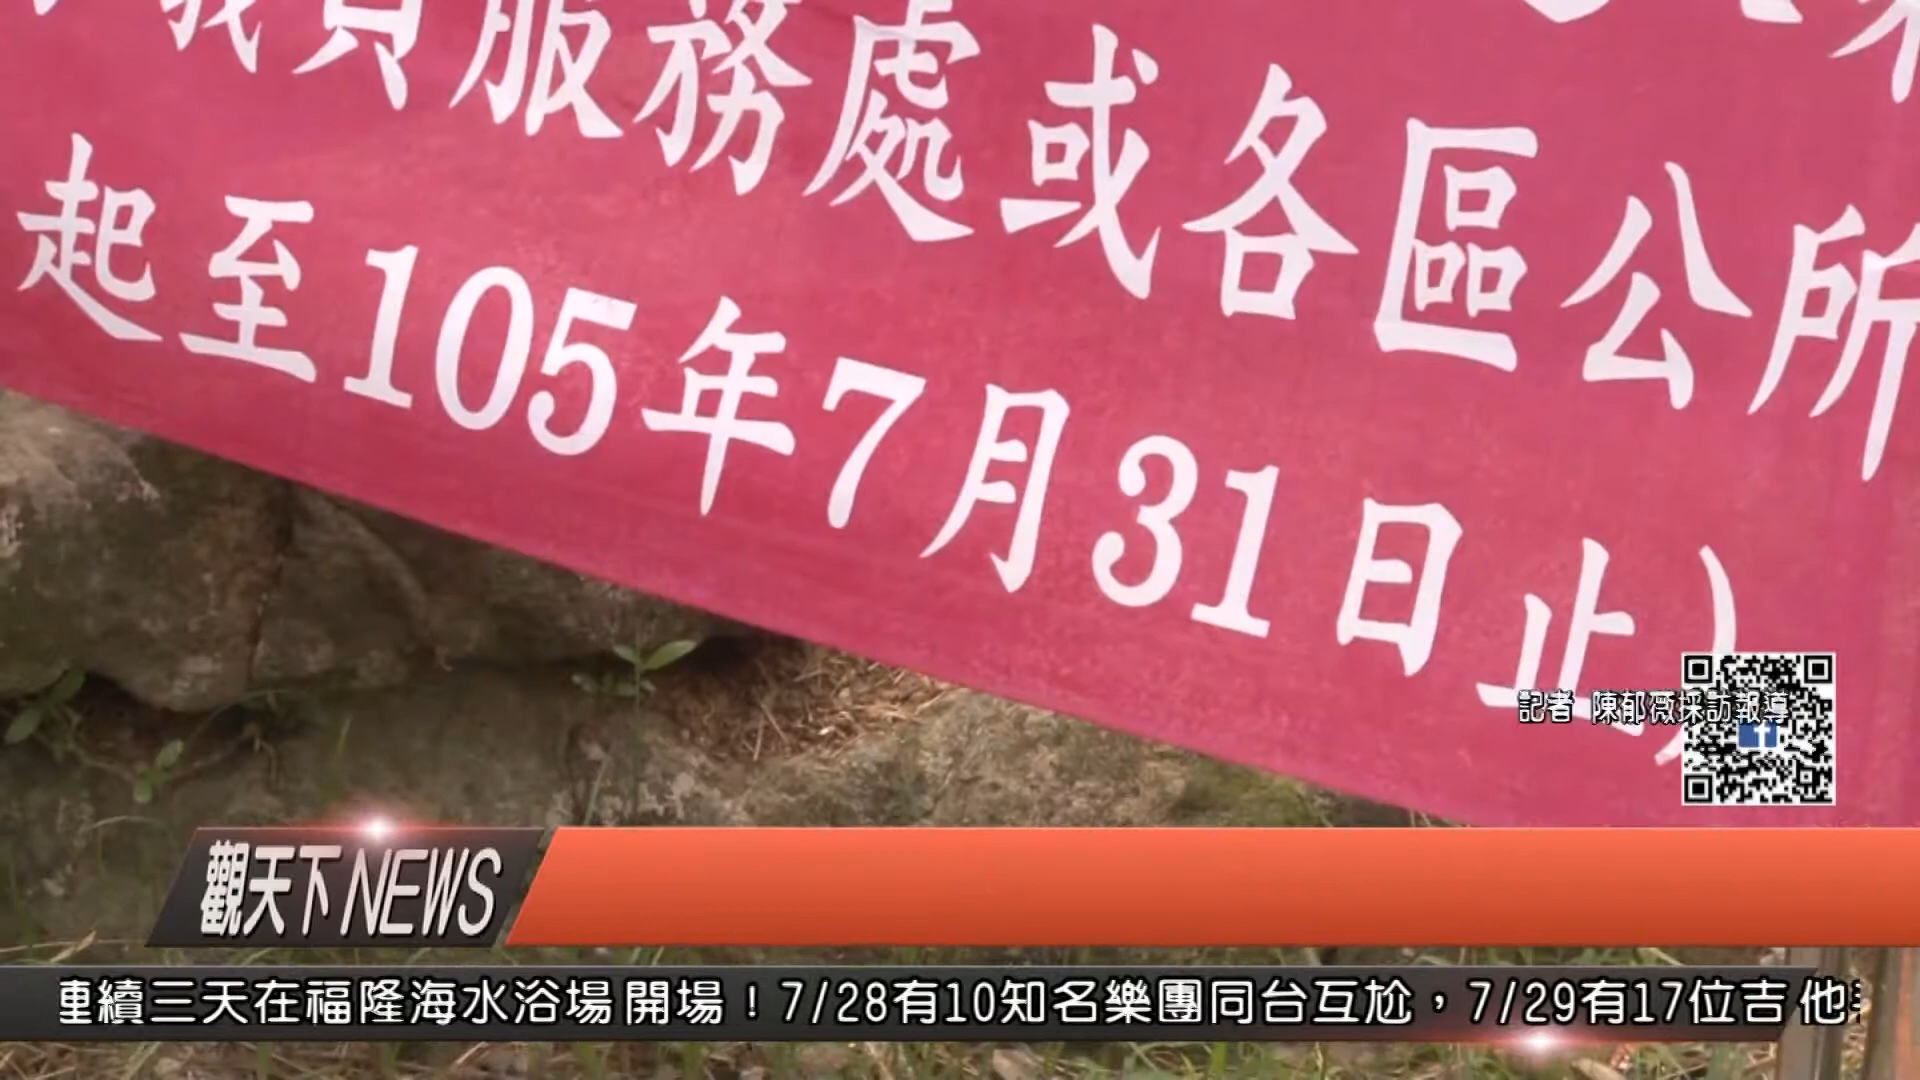 議員服務處或各區公所
起至105年7月31日止)
記者 陳郁薇採訪報導
觀天下NEWS
連續三天在福隆海水浴場開場！7/28有10知名樂團同台互尬，7/29有17位吉他